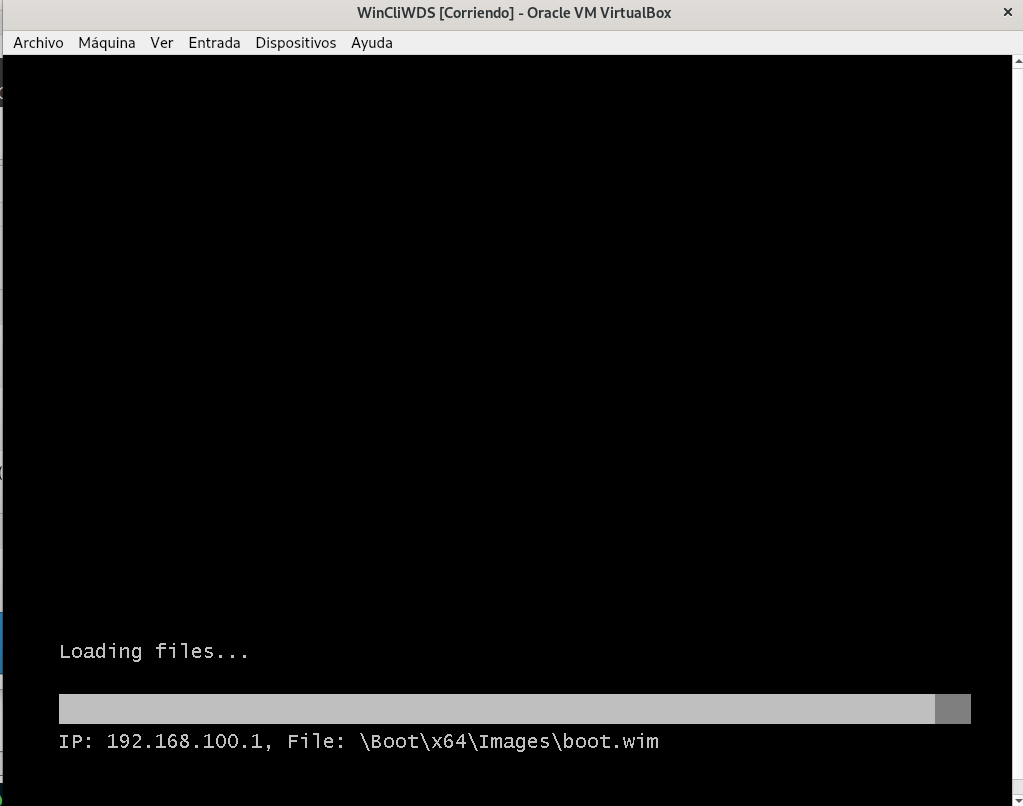 WinCliWDS [Corriendo] - Oracle VM VirtualBox
Archivo Máquina Ver Entrada Dispositivos Ayuda
Loading files...
IP: 192.168.100.1, File: \Boot\x64\Images\boot.wim